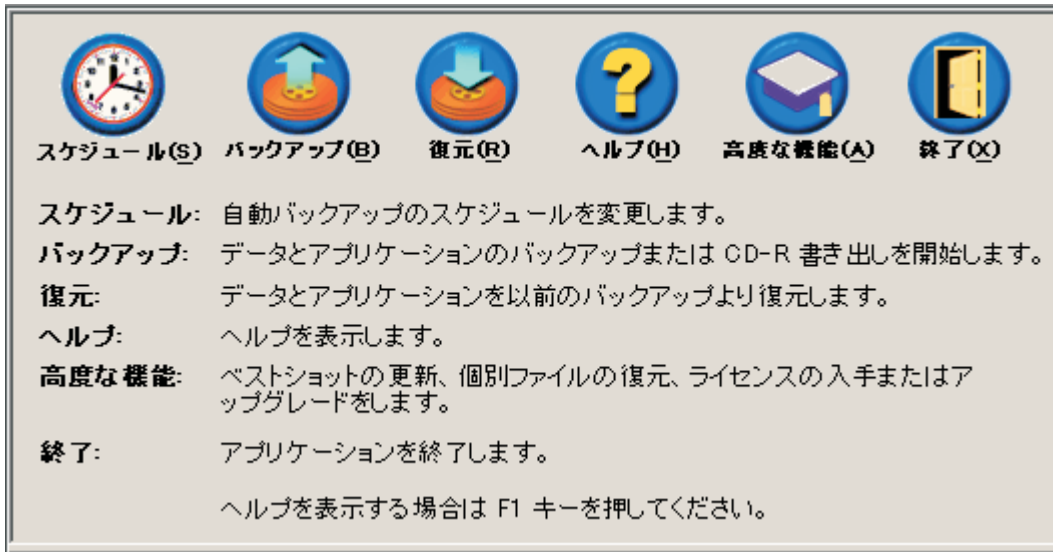 スケジュール(S) バックアップ(B) 復元(R) ヘルプ(H) 高度な機能(A) 終了(X)
スケジュール: 自動バックアップのスケジュールを変更します。
バックアップ: データとアプリケーションのバックアップまたは CD-R 書き出しを開始します。
復元: データとアプリケーションを以前のバックアップより復元します。
ヘルプ: ヘルプを表示します。
高度な機能: ベストショットの更新、個別ファイルの復元、ライセンスの入手またはア
ップグレードをします。
終了: アプリケーションを終了します。
ヘルプを表示する場合は F1 キーを押してください。